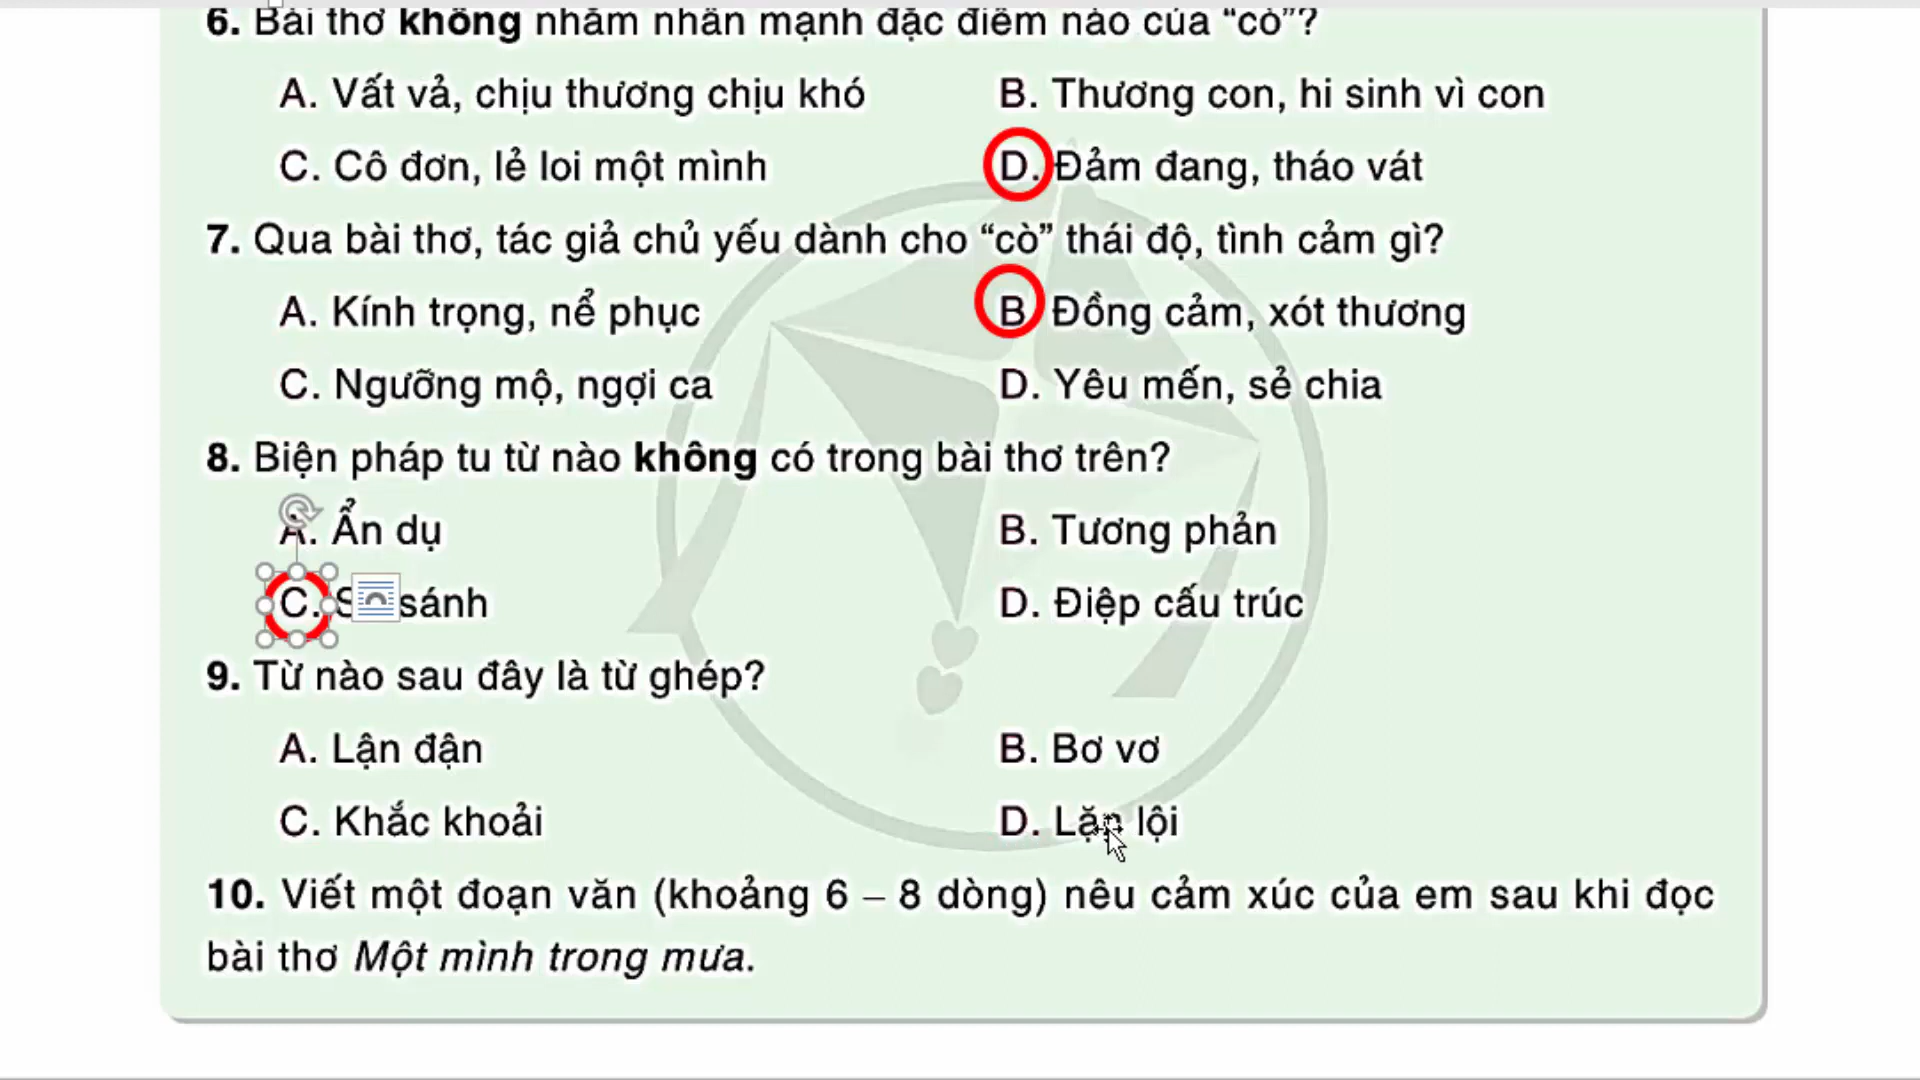 6. Bài thơ không nhằm nhấn mạnh đặc điểm nào của “cò”?
A. Vất vả, chịu thương chịu khó B. Thương con, hi sinh vì con
C. Cô đơn, lẻ loi một mình D. Đảm đang, tháo vát
7. Qua bài thơ, tác giả chủ yếu dành cho “cò” thái độ, tình cảm gì?
A. Kính trọng, nể phục B. Đồng cảm, xót thương
C. Ngưỡng mộ, ngợi ca D. Yêu mến, sẻ chia
8. Biện pháp tu từ nào không có trong bài thơ trên?
A. Ẩn dụ B. Tương phản
C. sánh D. Điệp cấu trúc
9. Từ nào sau đây là từ ghép?
A. Lận đận B. Bơ vơ
C. Khắc khoải D. Lặn lội
10. Viết một đoạn văn (khoảng 6 – 8 dòng) nêu cảm xúc của em sau khi đọc
bài thơ Một mình trong mưa.